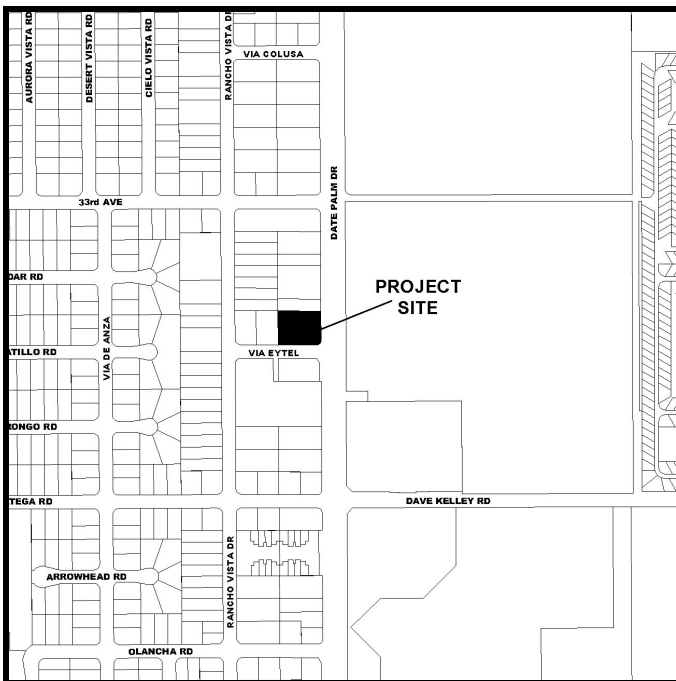 AURORA VISTA RD
DESERT VISTA RD
CIELO VISTA RD
RANCHO VISTA DR
VIA COLUSA
33rd AVE
DATE PALM DR
DAR RD
PROJECT
SITE
VIA DE ANZA
ATILLO RD
VIA EYTEL
RONGO RD
TEGA RD
DAVE KELLEY RD
RANCHO VISTA DR
ARROWHEAD RD
OLANCHA RD